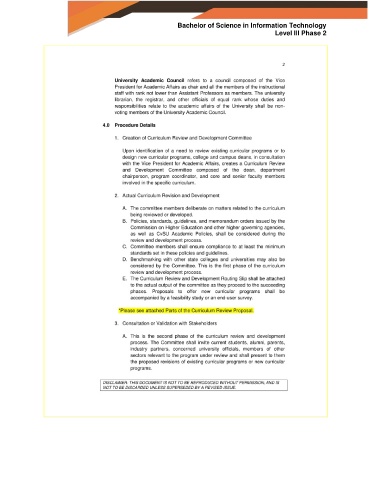 Bachelor of Science in Information Technology
Level III Phase 2
2
University Academic Council refers to a council composed of the Vice
President for Academic Affairs as chair and all the members of the instructional
staff with rank not lower than Assistant Professors as members. The university
librarian, the registrar, and other officials of equal rank whose duties and
responsibilities relate to the academic affairs of the University shall be non-
voting members of the University Academic Council.
4.0 Procedure Details
1. Creation of Curriculum Review and Development Committee
Upon identification of a need to review existing curricular programs or to
design new curricular programs, college and campus deans, in consultation
with the Vice President for Academic Affairs, creates a Curriculum Review
and Development Committee composed of the dean, department
chairperson, program coordinator, and core and senior faculty members
involved in the specific curriculum.
2. Actual Curriculum Revision and Development
A. The committee members deliberate on matters related to the curriculum
being reviewed or developed.
B. Policies, standards, guidelines, and memorandum orders issued by the
Commission on Higher Education and other higher governing agencies,
as well as CvSU Academic Policies, shall be considered during the
review and development process.
C. Committee members shall ensure compliance to at least the minimum
standards set in these policies and guidelines.
D. Benchmarking with other state colleges and universities may also be
considered by the Committee. This is the first phase of the curriculum
review and development process.
E. The Curriculum Review and Development Routing Slip shall be attached
to the actual output of the committee as they proceed to the succeeding
phases. Proposals to offer new curricular programs shall be
accompanied by a feasibility study or an end-user survey.
*Please see attached Parts of the Curriculum Review Proposal.
3. Consultation or Validation with Stakeholders
A. This is the second phase of the curriculum review and development
process. The Committee shall invite current students, alumni, parents,
industry partners, concerned university officials, members of other
sectors relevant to the program under review and shall present to them
the proposed revisions of existing curricular programs or new curricular
programs.
DISCLAIMER: THIS DOCUMENT IS NOT TO BE REPRODUCED WITHOUT PERMISSION, AND IS
NOT TO BE DISCARDED UNLESS SUPERSEDED BY A REVISED ISSUE.